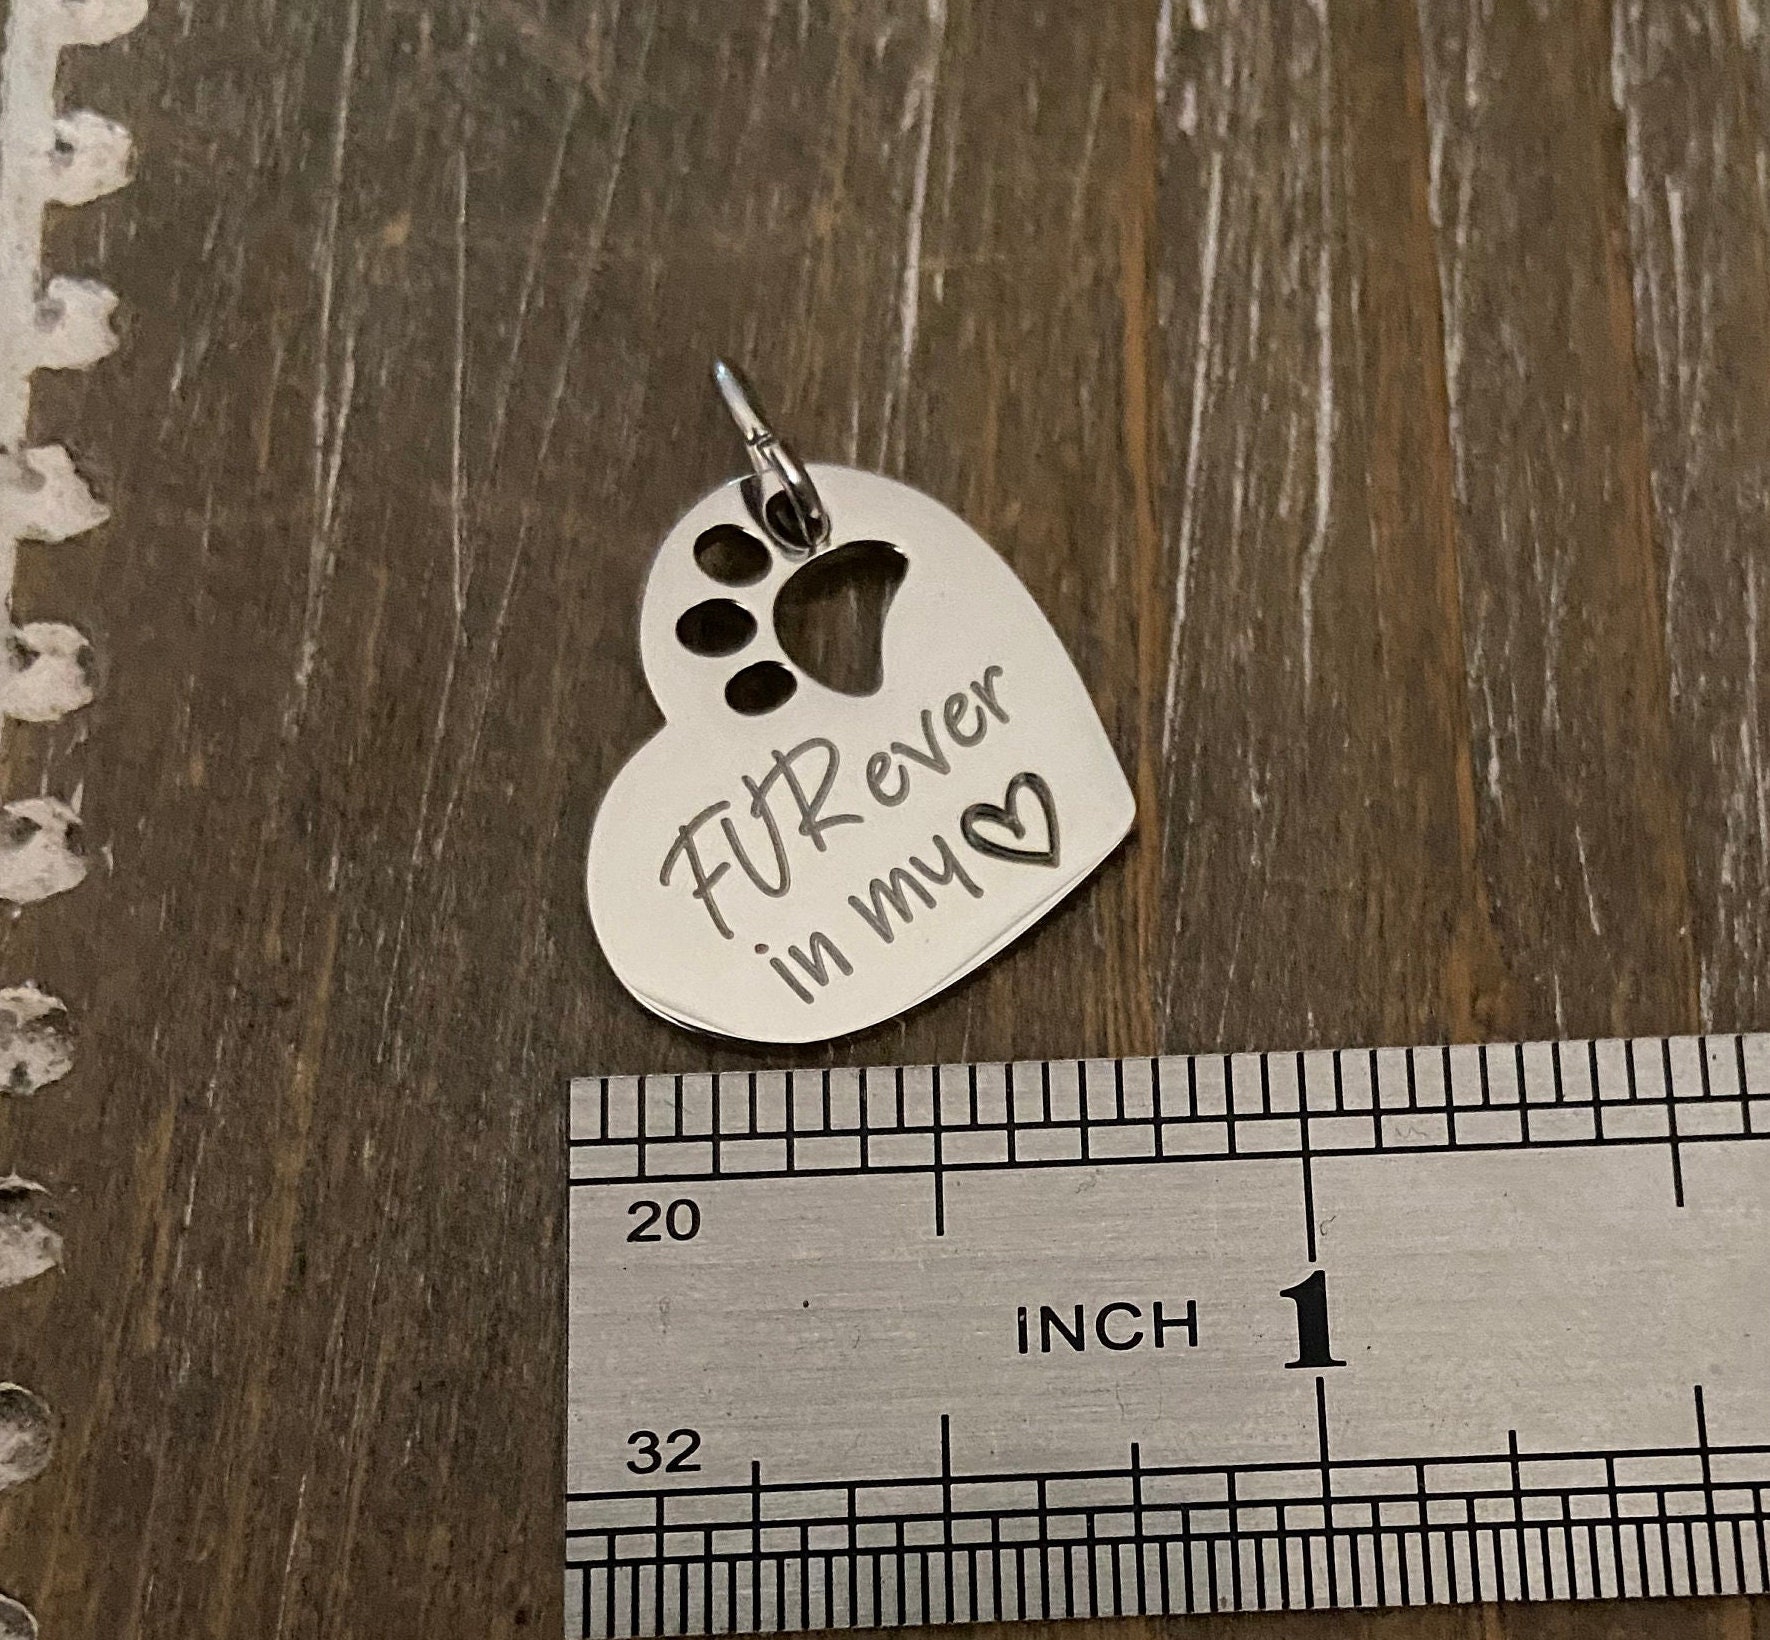 FURever
in my ♡
20
INCH 1
32